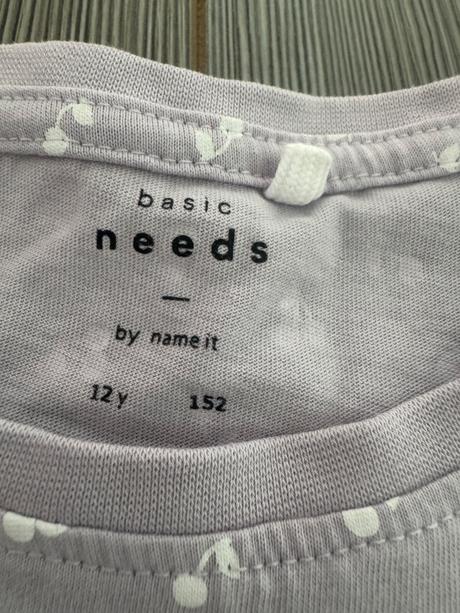 basic
needs
—
by name it
12y 152